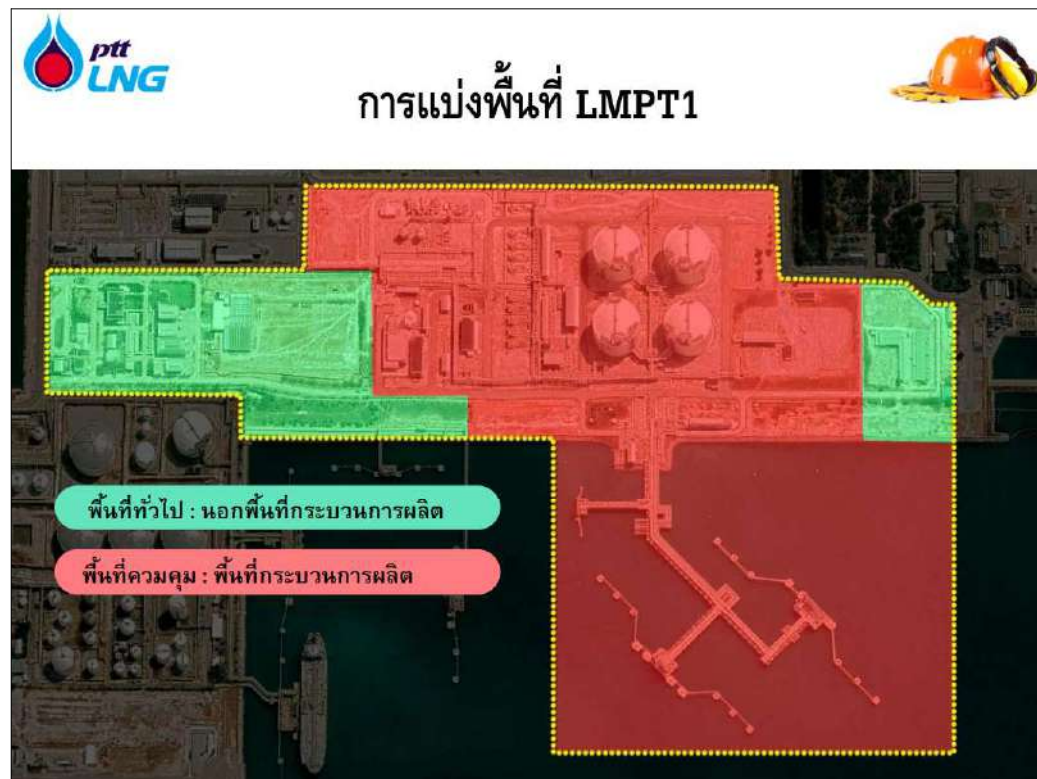 ptt
LNG
การแบ่งพื้นที่ LMPT1
พื้นที่ทั่วไป : นอกพื้นที่กระบวนการผลิต
พื้นที่ควมคุม : พื้นที่กระบวนการผลิต